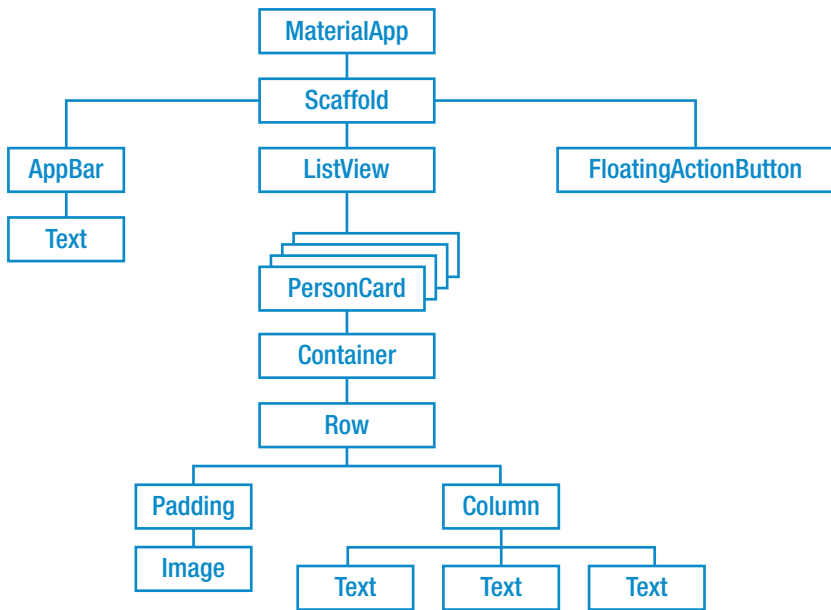 MaterialApp
Scaffold
AppBar
ListView
FloatingActionButton
Text
PersonCard
Container
Row
Padding
Column
Image
Text
Text
Text